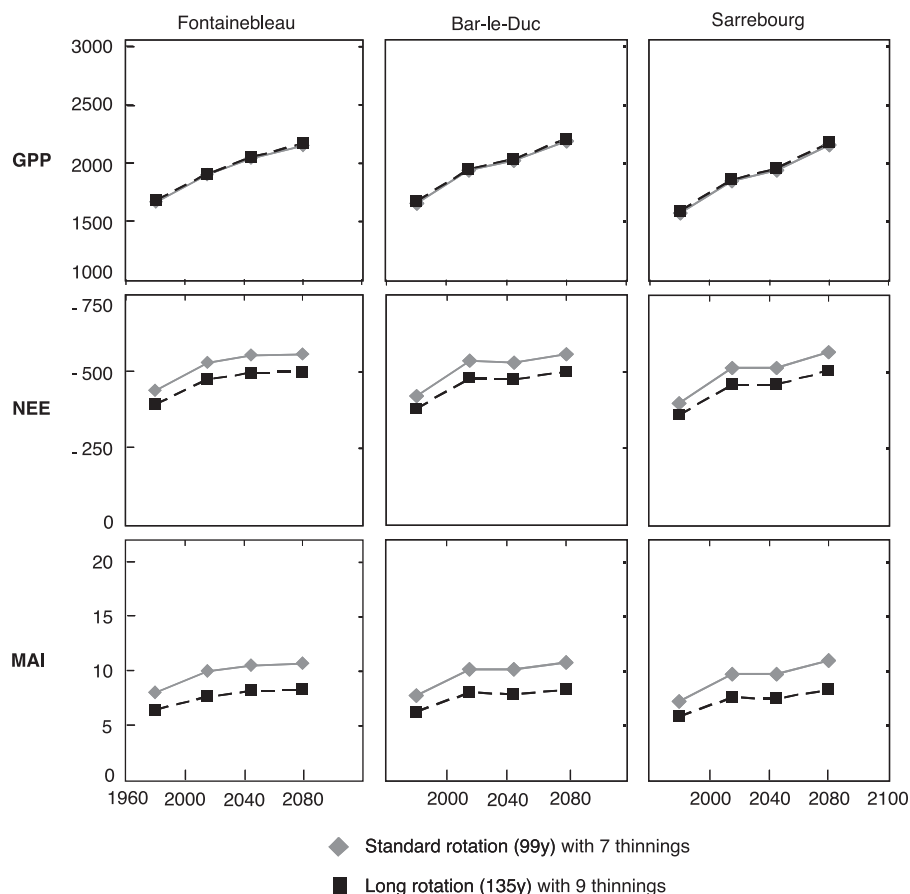 Fontainebleau Bar-le-Duc Sarrebourg
3000
2500
GPP 2000
1500
1000
- 750
- 500
NEE
- 250
0
20
15
MAI 10
5
0
1960 2000 2040 2080 2000 2040 2080 2000 2040 2080 2100
Standard rotation (99y) with 7 thinnings
Long rotation (135y) with 9 thinnings